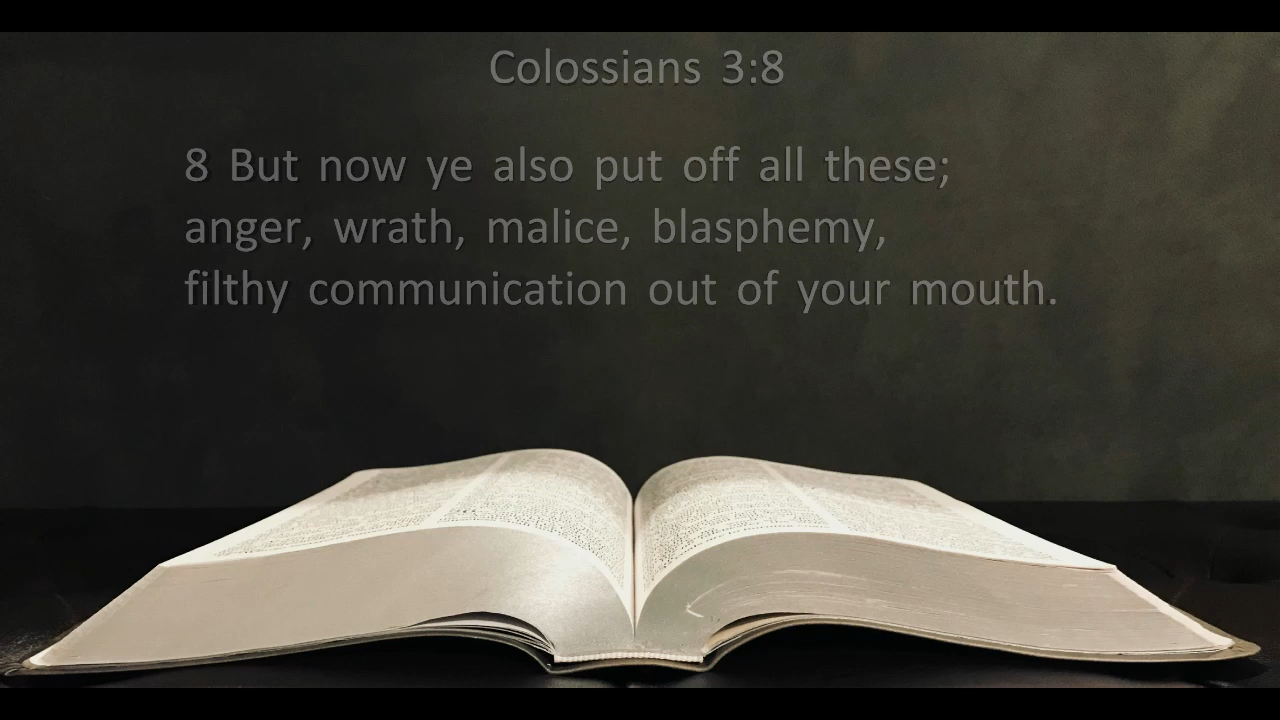 Colossians 3:8
8 But now ye also put off all these;
anger, wrath, malice, blasphemy,
filthy communication out of your mouth.